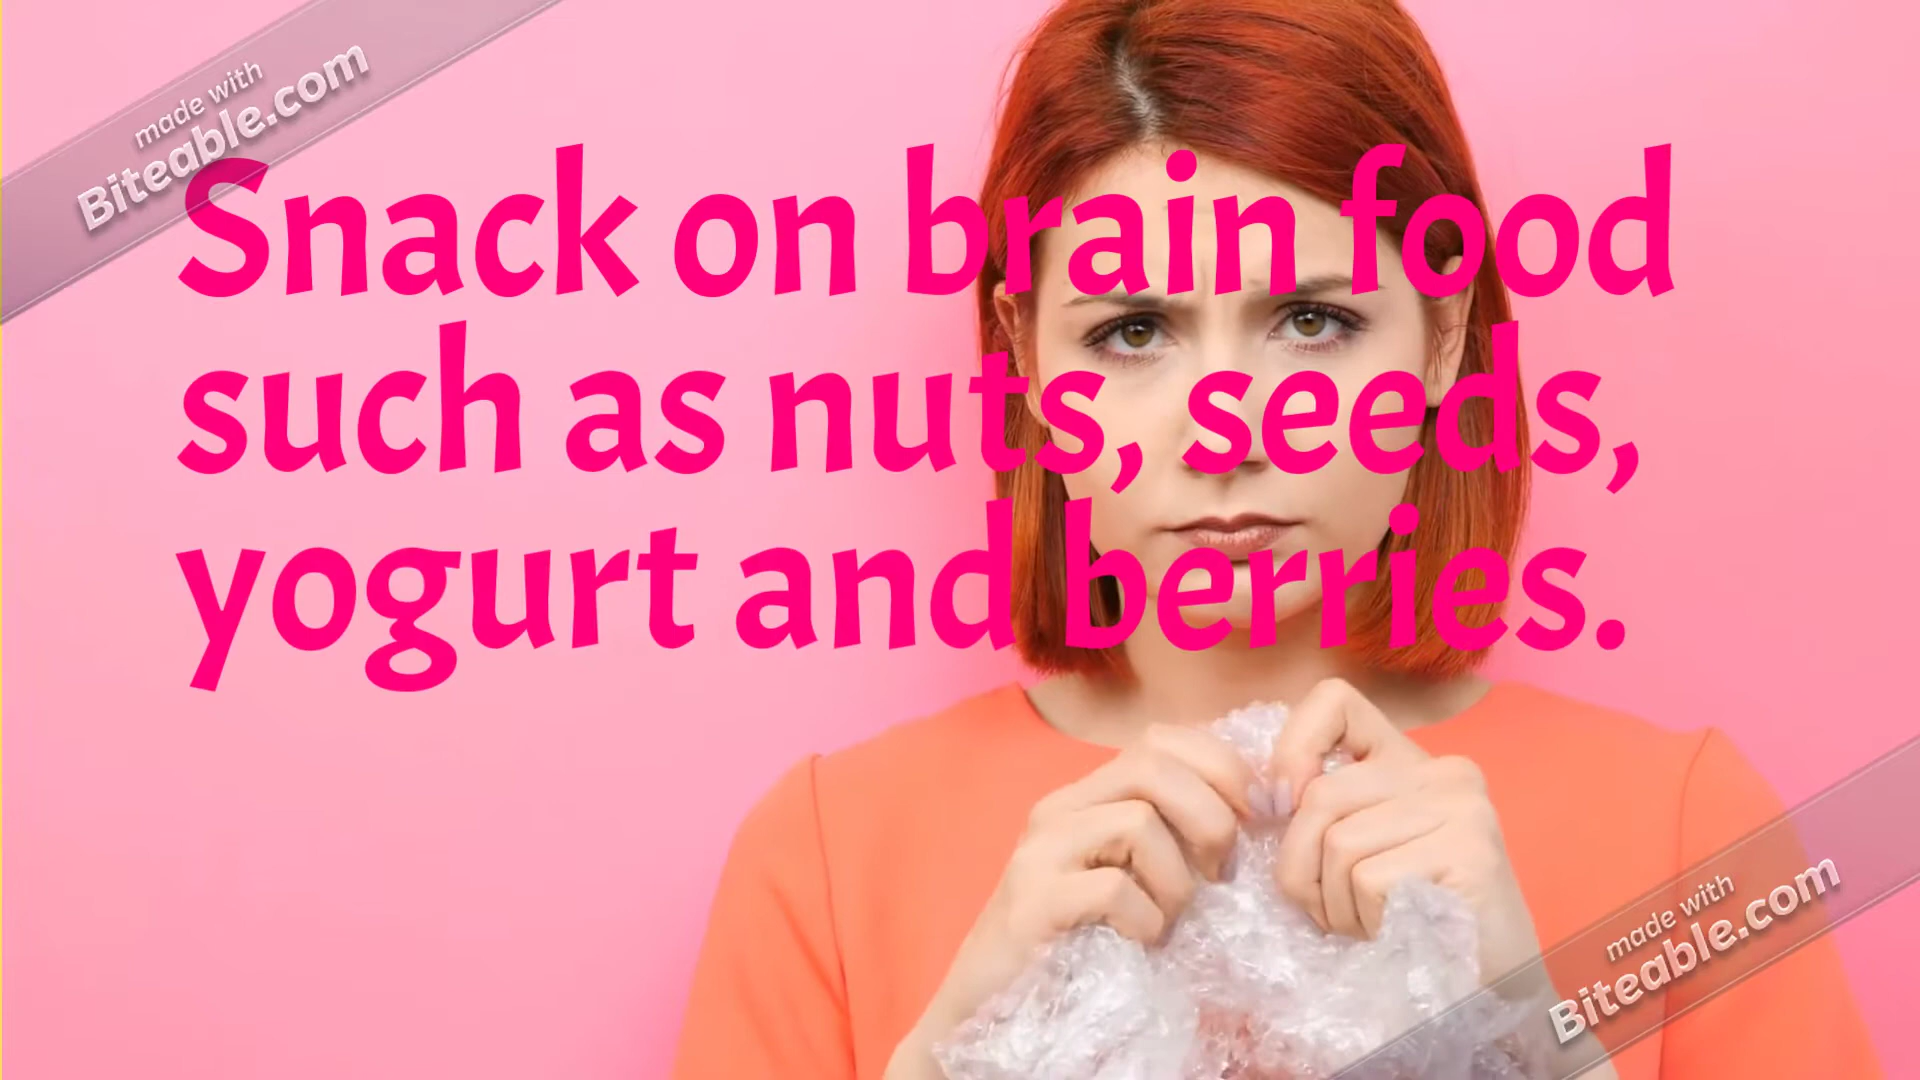 made with
Biteable.com
Snack on brain food
such as nuts, seeds,
yogurt and berries.
made with
Biteable.com